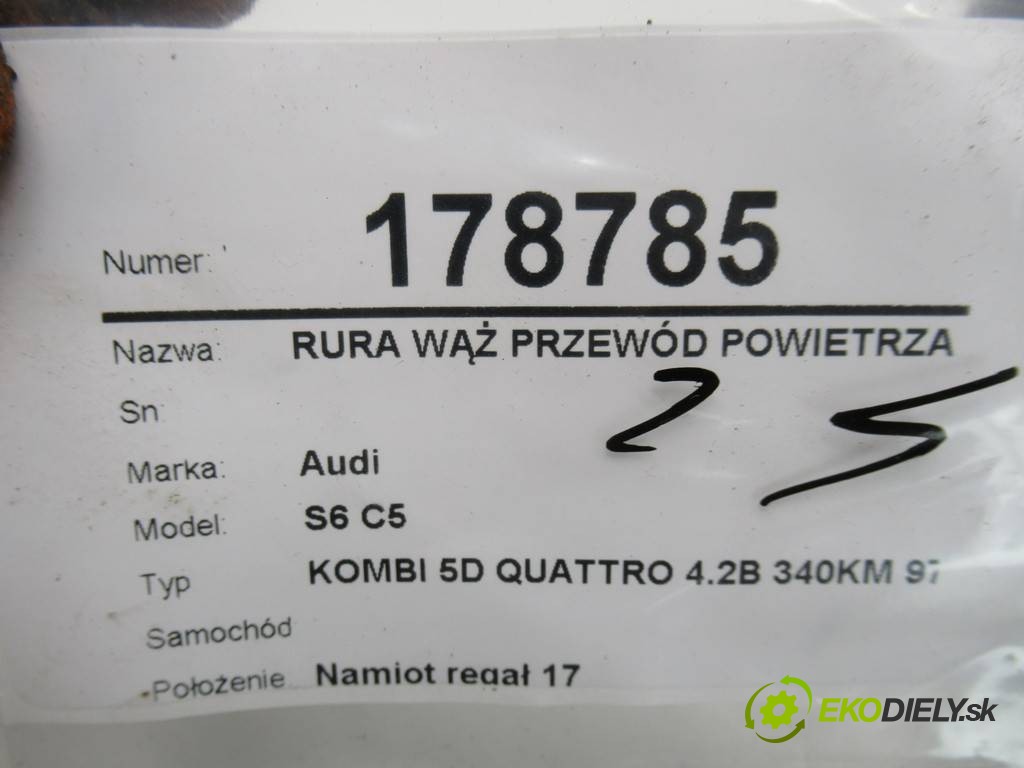 Numer: 178785
Nazwa: RURA WĄŻ PRZEWÓD POWIETRZA
Sn
2 5
Marka: Audi
Model: S6 C5
Typ KOMBI 5D QUATTRO 4.2B 340KM 97
Samochód
Położenie Namiot regał 17
EKODIELY.sk